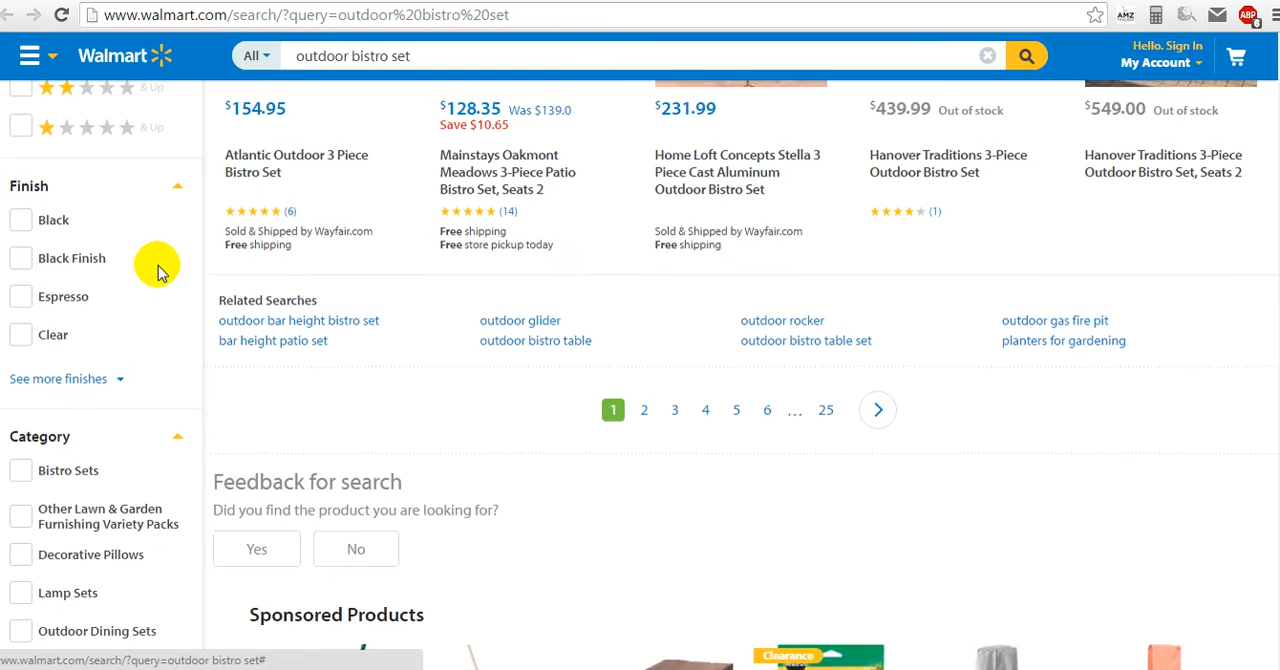 www.walmart.com/search/?query=outdoor%20bistro%20set
AMZ
ABP
6
Walmart
All
outdoor bistro set
Hello. Sign In
My Account
& Up
& Up
Finish
Black
Black Finish
Espresso
Clear
See more finishes
Category
Bistro Sets
Other Lawn & Garden
Furnishing Variety Packs
Decorative Pillows
Lamp Sets
Outdoor Dining Sets
$154.95
Atlantic Outdoor 3 Piece
Bistro Set
(6)
Sold & Shipped by Wayfair.com
Free shipping
$128.35 Was $139.0
Save $10.65
Mainstays Oakmont
Meadows 3-Piece Patio
Bistro Set, Seats 2
(14)
Free shipping
Free store pickup today
$231.99
Home Loft Concepts Stella 3
Piece Cast Aluminum
Outdoor Bistro Set
Sold & Shipped by Wayfair.com
Free shipping
$439.99 Out of stock
Hanover Traditions 3-Piece
Outdoor Bistro Set
(1)
$549.00 Out of stock
Hanover Traditions 3-Piece
Outdoor Bistro Set, Seats 2
Related Searches
outdoor bar height bistro set
bar height patio set
outdoor glider
outdoor bistro table
outdoor rocker
outdoor bistro table set
outdoor gas fire pit
planters for gardening
1 2 3 4 5 6 ... 25
Feedback for search
Did you find the product you are looking for?
Yes
No
Sponsored Products
Clearance
ww.walmart.com/search/?query=outdoor bistro set#